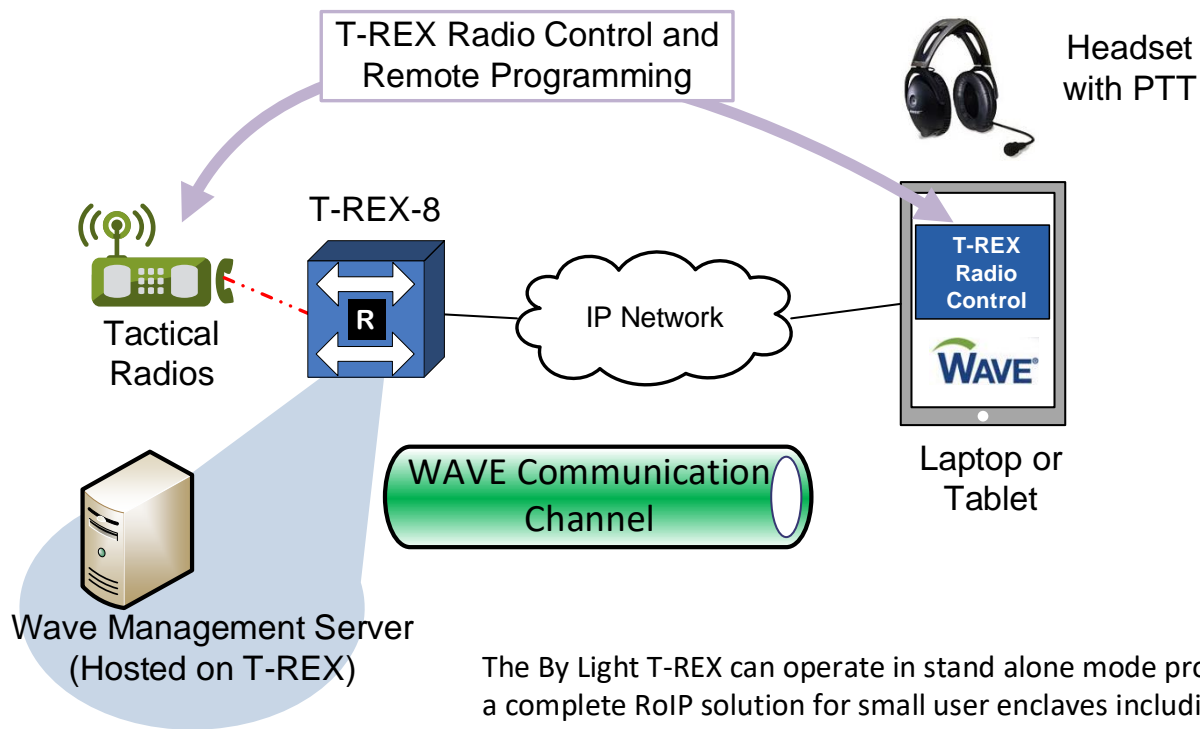 T-REX Radio Control and
Remote Programming
Headset
with PTT
T-REX-8
T-REX
Radio
Control
R
IP Network
WAVE®
Tactical
Radios
WAVE Communication
Channel
Laptop or
Tablet
Wave Management Server
(Hosted on T-REX)
The By Light T-REX can operate in stand alone mode
a complete RoIP solution for small user enclaves